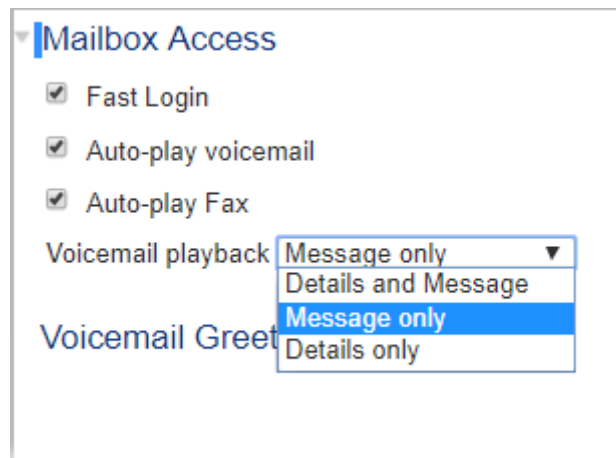 Mailbox Access
Fast Login
Auto-play voicemail
Auto-play Fax
Voicemail playback Message only
Details and Message
Message only
Details only
Voicemail Greet